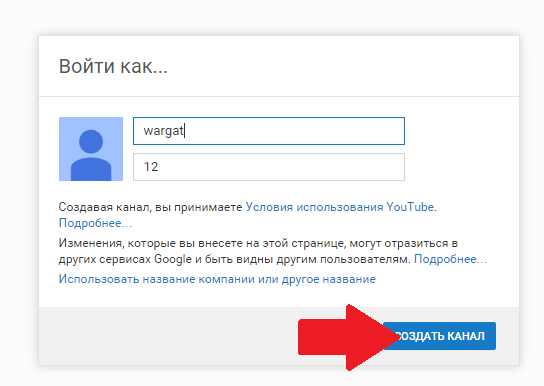 Войти как...
wargat
12
Создавая канал, вы принимаете Условия использования YouTube.
Подробнее...
Изменения, которые вы внесете на этой странице, могут отразиться в
других сервисах Google и быть видны другим пользователям. Подробнее...
Использовать название компании или другое название
СОЗДАТЬ КАНАЛ